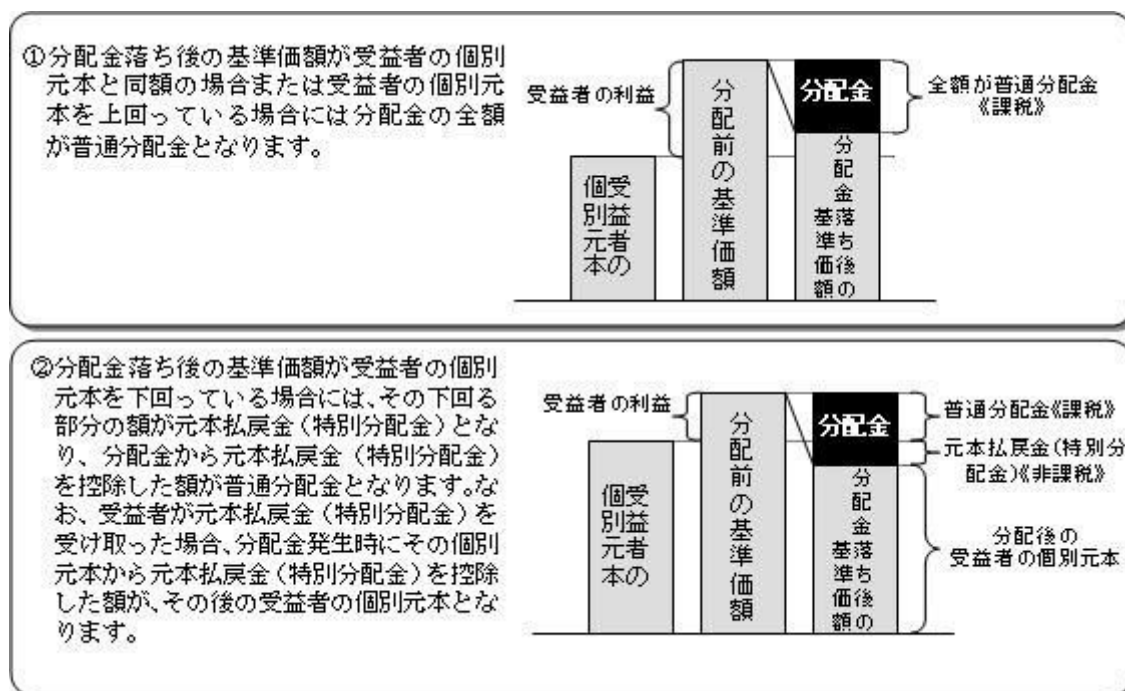 ①分配金落ち後の基準価額が受益者の個別
元本と同額の場合または受益者の個別元
本を上回っている場合には分配金の全額
が普通分配金となります。
受益者の利益
受益者の
個別元本
分配前の基準価額
分配金
分配金落ち後の
基準価額
全額が普通分配金
《課税》
②分配金落ち後の基準価額が受益者の個別
元本を下回っている場合には、その下回る
部分の額が元本払戻金(特別分配金)とな
り、分配金から元本払戻金(特別分配金)
を控除した額が普通分配金となります。な
お、受益者が元本払戻金(特別分配金)を
受け取った場合、分配金発生時にその個別
元本から元本払戻金(特別分配金)を控除
した額が、その後の受益者の個別元本とな
ります。
受益者の利益
受益者の
個別元本
分配前の基準価額
分配金
分配金落ち後の
基準価額
普通分配金《課税》
元本払戻金(特別分
配金)《非課税》
分配後の
受益者の個別元本